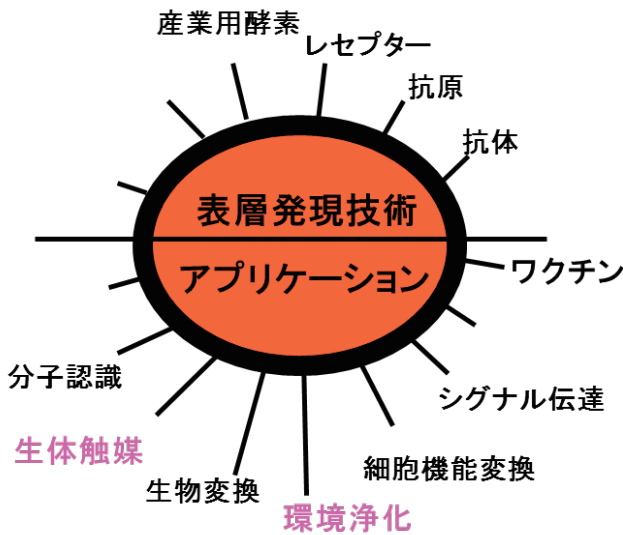 産業用酵素
レセプター
抗原
抗体
表層発現技術
アプリケーション
ワクチン
分子認識
シグナル伝達
生体触媒
細胞機能変換
生物変換
環境浄化